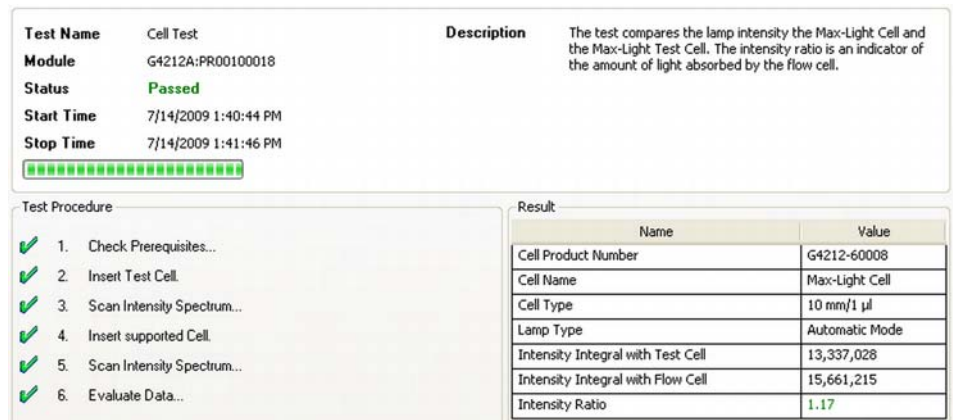 Test Name Cell Test
Module G4212A:PR00100018
Status Passed
Start Time 7/14/2009 1:40:44 PM
Stop Time 7/14/2009 1:41:46 PM
Description The test compares the lamp intensity the Max-Light Cell and
the Max-Light Test Cell. The intensity ratio is an indicator of
the amount of light absorbed by the flow cell.
Test Procedure
1. Check Prerequisites...
2. Insert Test Cell.
3. Scan Intensity Spectrum...
4. Insert supported Cell.
5. Scan Intensity Spectrum...
6. Evaluate Data...
Result
Name Value
Cell Product Number G4212-60008
Cell Name Max-Light Cell
Cell Type 10 mm/1 µl
Lamp Type Automatic Mode
Intensity Integral with Test Cell 13,337,028
Intensity Integral with Flow Cell 15,661,215
Intensity Ratio 1.17